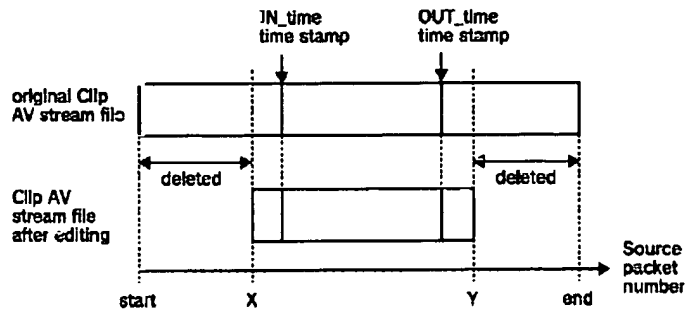 IN_time
time stamp
OUT_time
time stamp
original Clip
AV stream file
deleted
deleted
Clip AV
stream file
after editing
Source
packet
number
start
X
Y
end